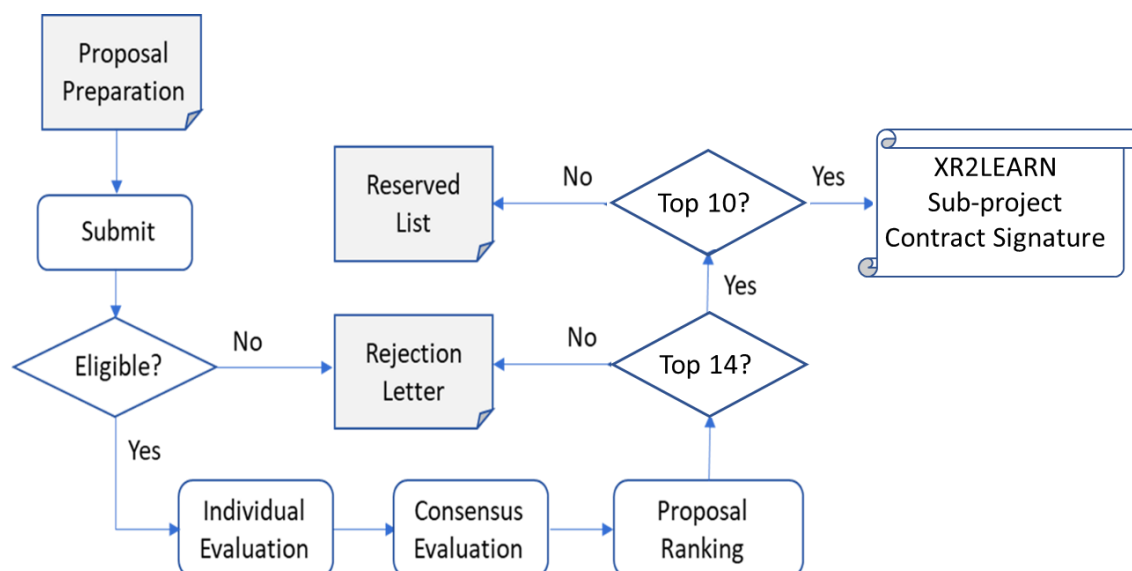 Proposal
Preparation
Submit
Eligible?
No
Yes
Rejection
Letter
Individual
Evaluation
Consensus
Evaluation
Proposal
Ranking
Top 14?
No
Yes
Top 10?
No
Reserved
List
Yes
XR2LEARN
Sub-project
Contract Signature